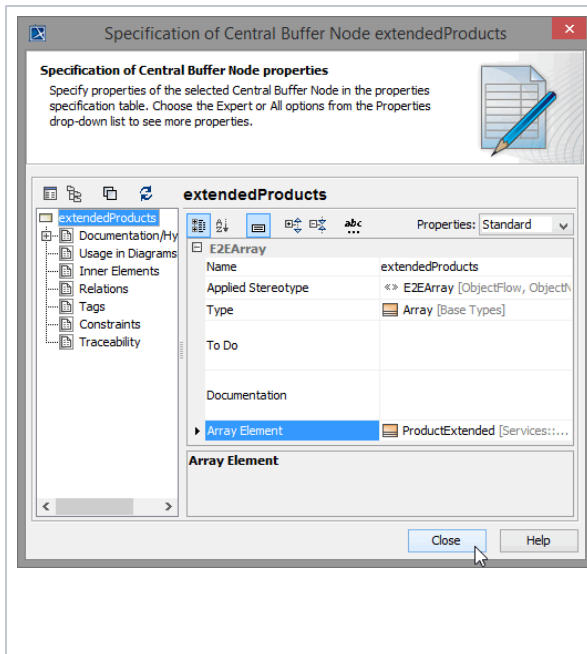 Specification of Central Buffer Node extendedProducts
Specification of Central Buffer Node properties
Specify properties of the selected Central Buffer Node in the properties
specification table. Choose the Expert or All options from the Properties
drop-down list to see more properties.
extendedProducts
extendedProducts
Documentation/Hy
Usage in Diagrams
Inner Elements
Relations
Tags
Constraints
Traceability
abc
Properties: Standard
E2EArray
Name extendedProducts
Applied Stereotype «» E2EArray [ObjectFlow, Object
Type Array [Base Types]
To Do
Documentation
Array Element ProductExtended [Services::...
Array Element
Close Help